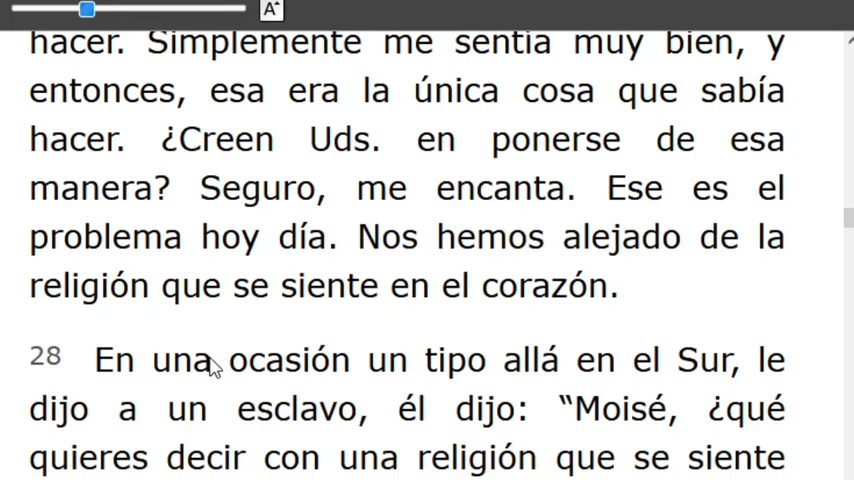 A
hacer. Simplemente me sentía muy bien, y
entonces, esa era la única cosa que sabía
hacer. ¿Creen Uds. en ponerse de esa
manera? Seguro, me encanta. Ese es el
problema hoy día. Nos hemos alejado de la
religión que se siente en el corazón.
28 En una ocasión un tipo allá en el Sur, le
dijo a un esclavo, él dijo: “Moisé, ¿qué
quieres decir con una religión que se siente